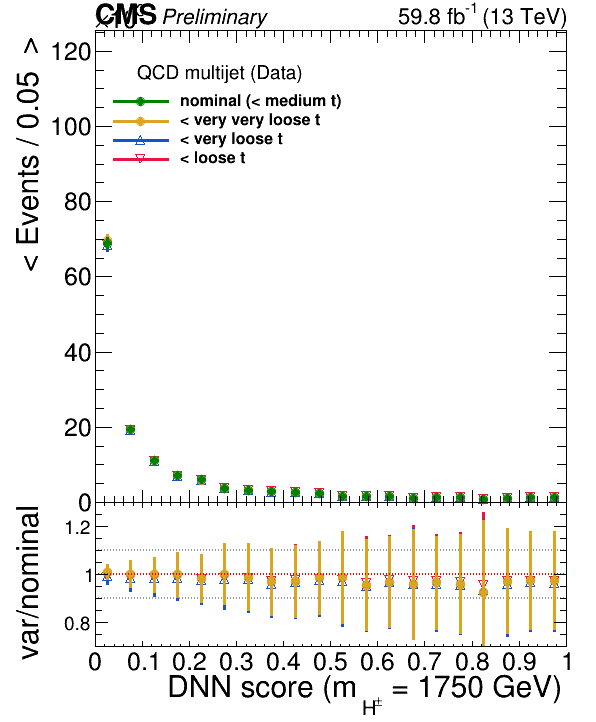 CMS Preliminary 59.8 fb⁻¹ (13 TeV)
< Events / 0.05 >
120
100
80
60
40
20
0
QCD multijet (Data)
nominal (< medium t)
< very very loose t
< very loose t
< loose t
var/nominal
1.2
1
0.8
0 0.1 0.2 0.3 0.4 0.5 0.6 0.7 0.8 0.9 1
DNN score (m_H± = 1750 GeV)